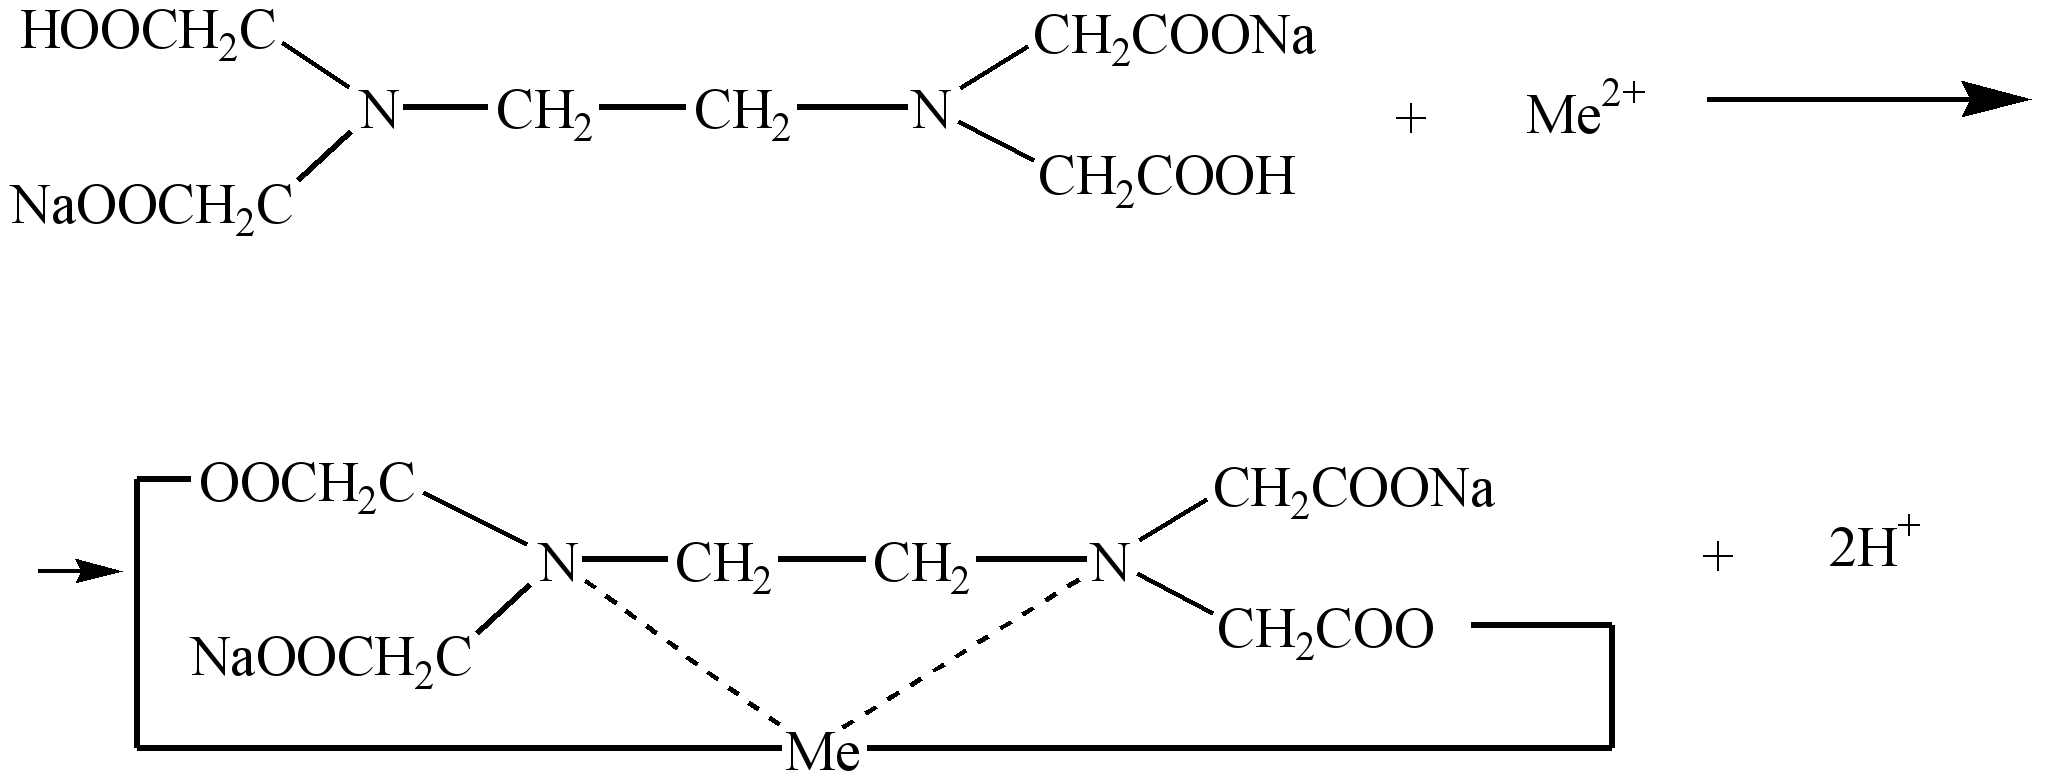 HOOCH₂C CH₂COONa
N CH₂ CH₂ N + Me²⁺
NaOOCH₂C CH₂COOH
OOCH₂C CH₂COONa
N CH₂ CH₂ N + 2H⁺
NaOOCH₂C CH₂COO
Me